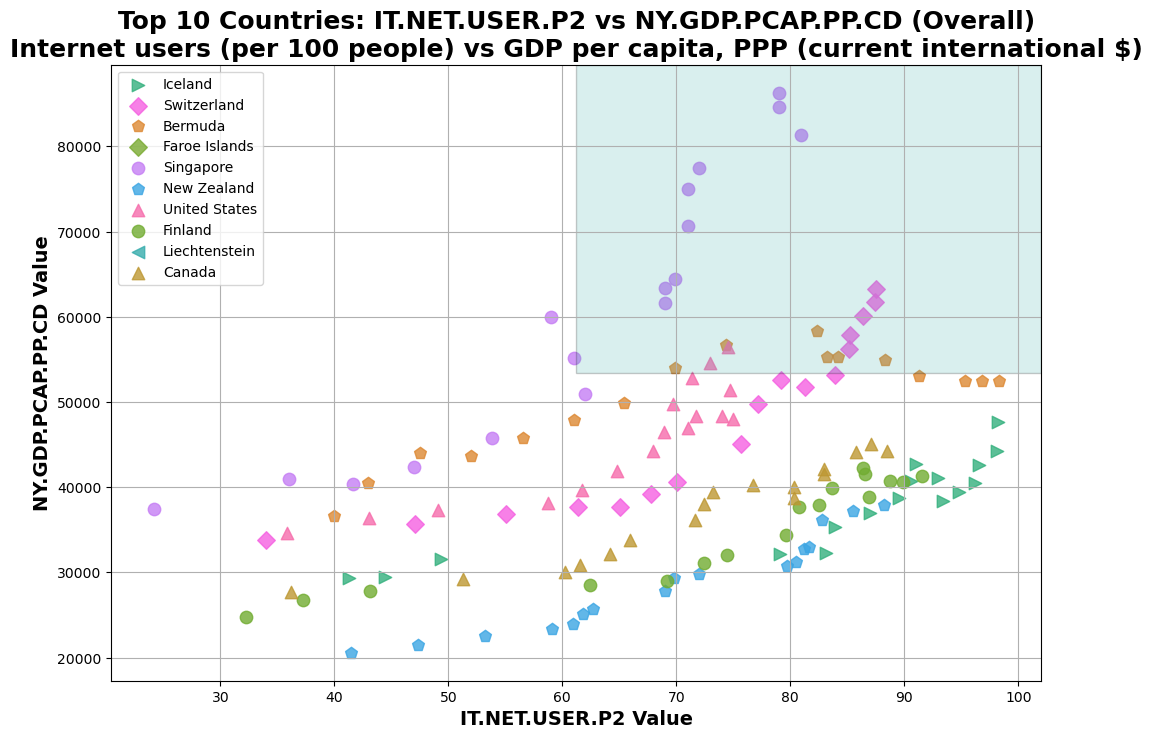 Top 10 Countries: IT.NET.USER.P2 vs NY.GDP.PCAP.PP.CD (Overall)
Internet users (per 100 people) vs GDP per capita, PPP (current international $)
Iceland
Switzerland
Bermuda
Faroe Islands
Singapore
New Zealand
United States
Finland
Liechtenstein
Canada
NY.GDP.PCAP.PP.CD Value
80000
70000
60000
50000
40000
30000
20000
30 40 50 60 70 80 90 100
IT.NET.USER.P2 Value